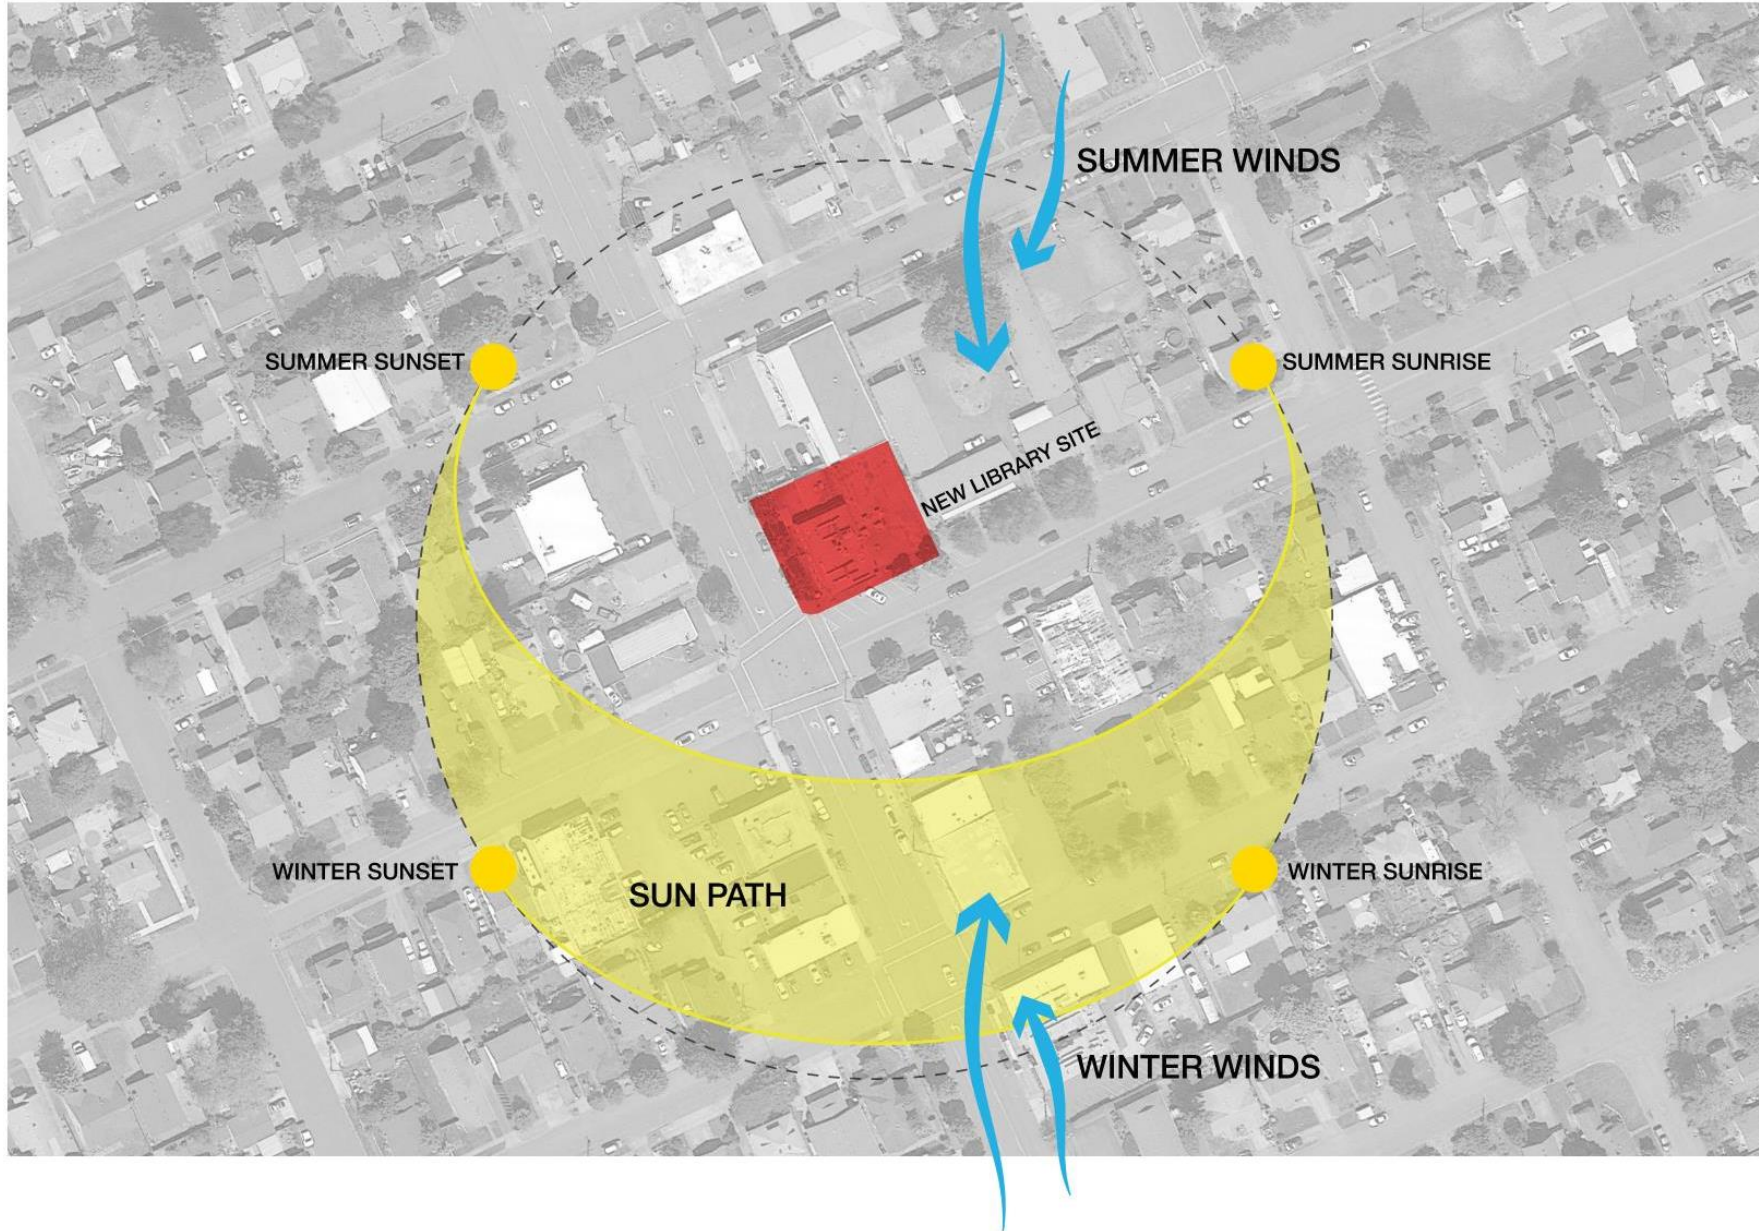 SUMMER WINDS
SUMMER SUNSET
SUMMER SUNRISE
NEW LIBRARY SITE
WINTER SUNSET
WINTER SUNRISE
SUN PATH
WINTER WINDS